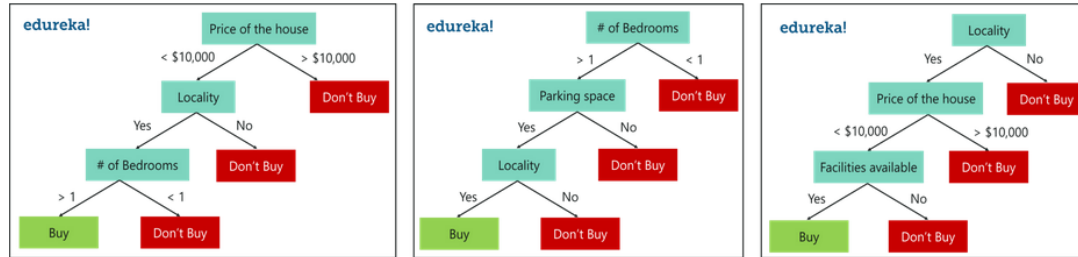 edureka!
Price of the house
< $10,000
> $10,000
Locality
Don't Buy
Yes
No
# of Bedrooms
Don't Buy
> 1
< 1
Buy
Don't Buy
edureka!
# of Bedrooms
> 1
< 1
Parking space
Don't Buy
Yes
No
Locality
Don't Buy
Yes
No
Buy
Don't Buy
edureka!
Locality
Yes
No
Price of the house
Don't Buy
< $10,000
> $10,000
Facilities available
Don't Buy
Yes
No
Buy
Don't Buy